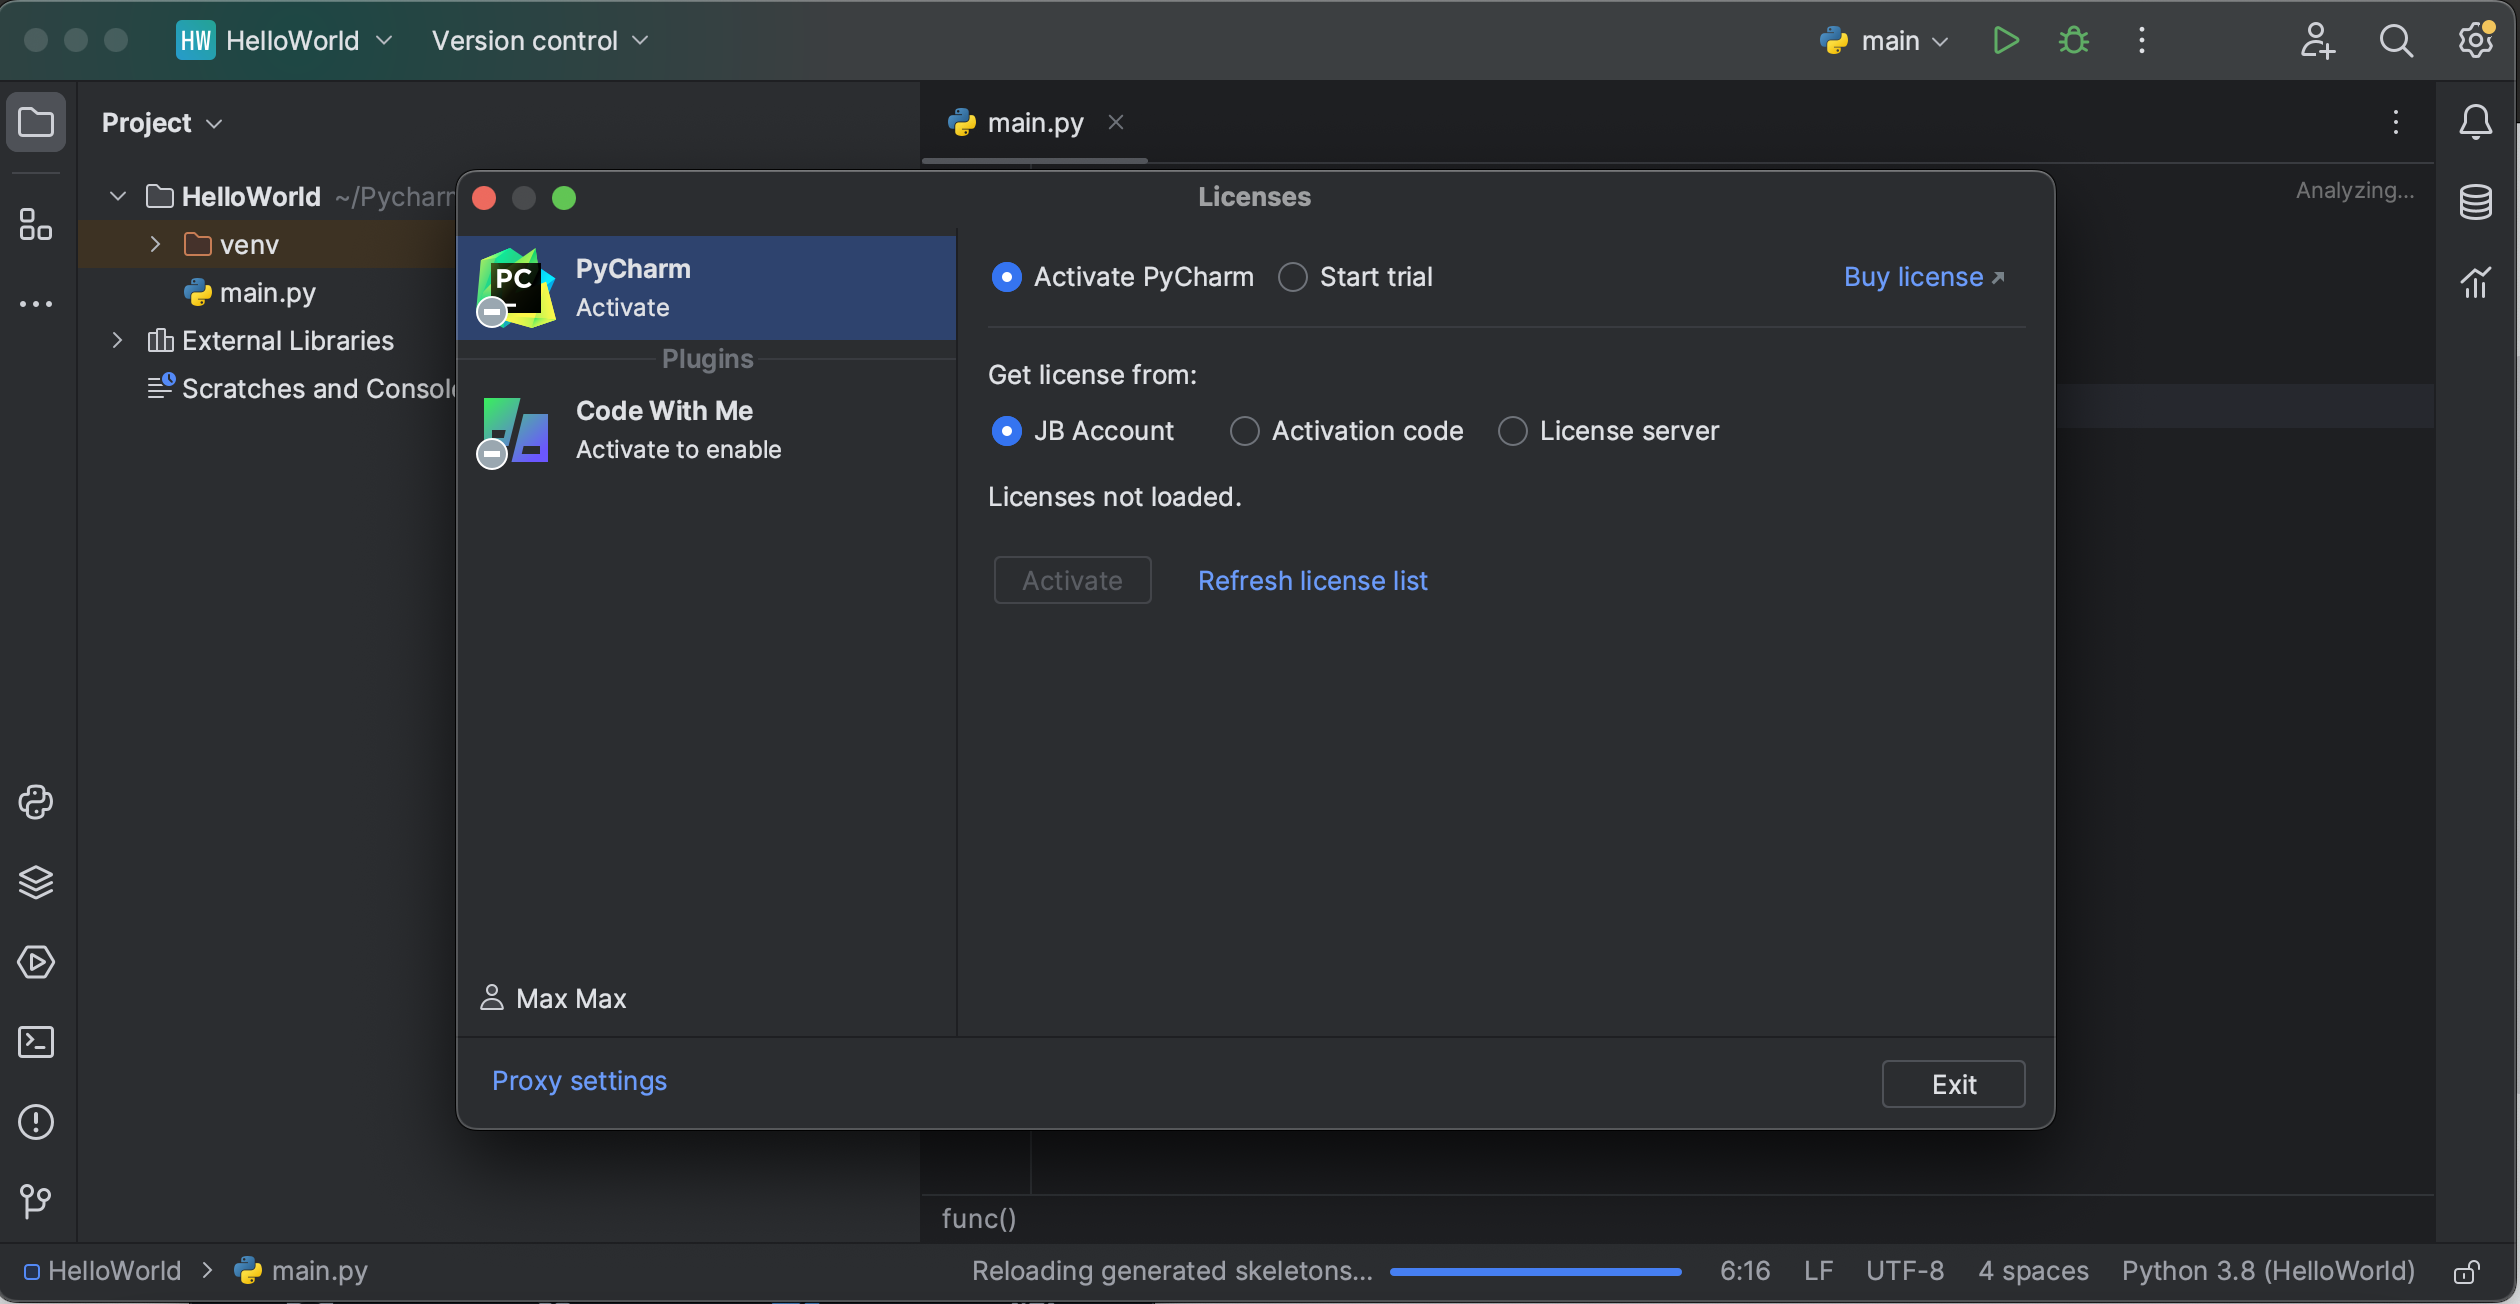 HW HelloWorld Version control main
Project
main.py
HelloWorld ~/Pychar
Analyzing...
venv
main.py
External Libraries
Scratches and Consol
Licenses
PC
PyCharm
Activate
Plugins
Code With Me
Activate to enable
Max Max
Activate PyCharm Start trial Buy license
Get license from:
JB Account Activation code License server
Licenses not loaded.
Activate Refresh license list
Proxy settings
Exit
func()
HelloWorld main.py Reloading generated skeletons... 6:16 LF UTF-8 4 spaces Python 3.8 (HelloWorld)